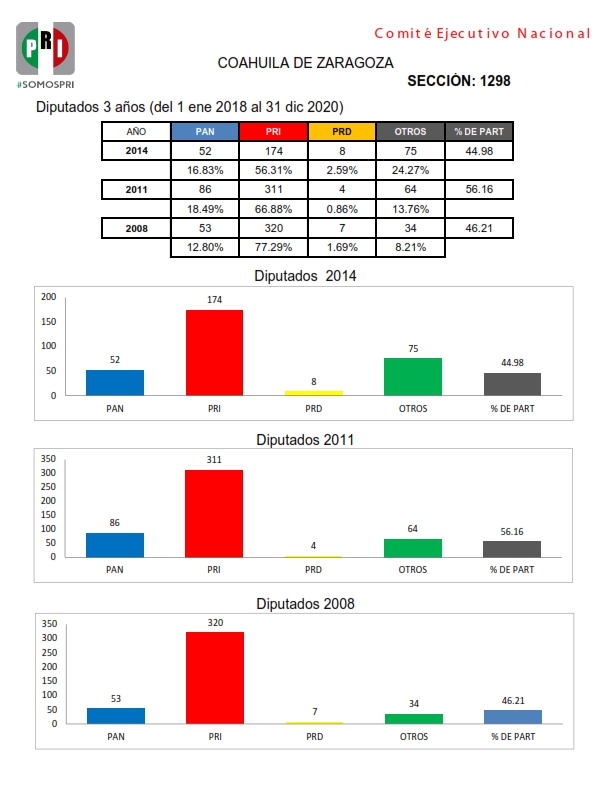 PRI
#SOMOSPRI
Comité Ejecutivo Nacional
COAHUILA DE ZARAGOZA
SECCIÓN: 1298
Diputados 3 años (del 1 ene 2018 al 31 dic 2020)
AÑO PAN PRI PRD OTROS % DE PART
2014 52 174 8 75 44.98
16.83% 56.31% 2.59% 24.27%
2011 86 311 4 64 56.16
18.49% 66.88% 0.86% 13.76%
2008 53 320 7 34 46.21
12.80% 77.29% 1.69% 8.21%
Diputados 2014
200
150
100
50
0
52 174 8 75 44.98
PAN PRI PRD OTROS % DE PART
Diputados 2011
350
300
250
200
150
100
50
0
86 311 4 64 56.16
PAN PRI PRD OTROS % DE PART
Diputados 2008
350
300
250
200
150
100
50
0
53 320 7 34 46.21
PAN PRI PRD OTROS % DE PART